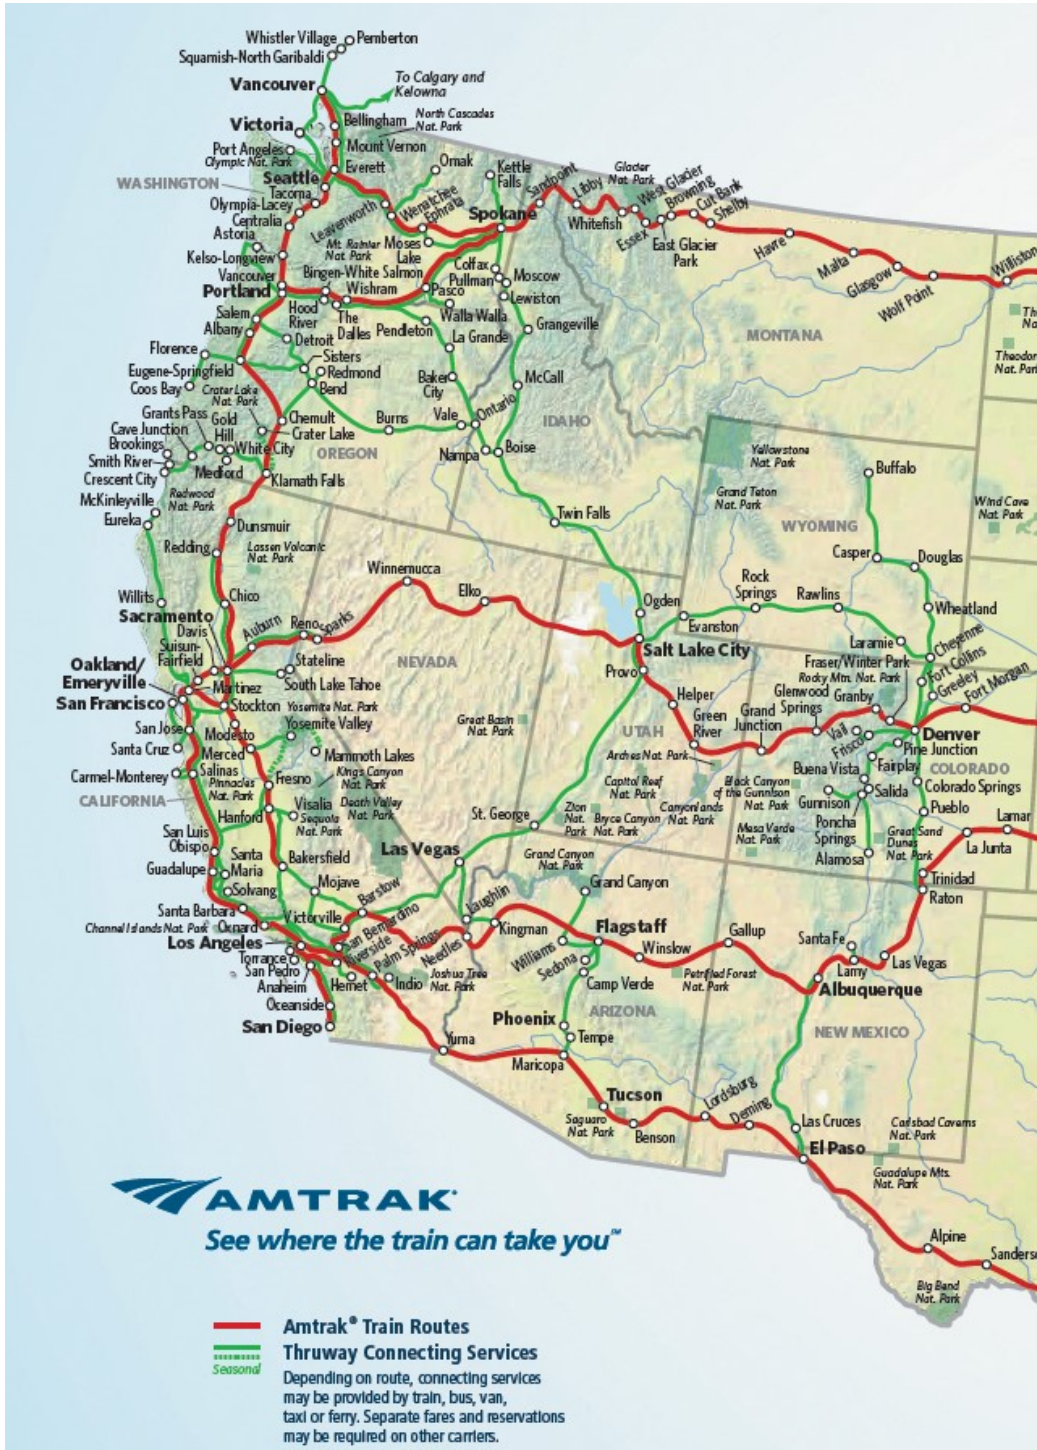 Whistler Village
Pemberton
Squamish-North Garibaldi
Vancouver
To Calgary and
Kelowna
North Cascades
Nat. Park
Bellingham
Victoria
Mount Vernon
Port Angeles
Olympic Nat. Park
Everett
Omak
Kettle
Falls
Sandpoint
Libby
Glacier
Nat. Park
West Glacier
Browning
Cut Bank
Shelby
WASHINGTON
Seattle
Tacoma
Olympia-Lacey
Centralia
Leavenworth
Wenatchee
Ephrata
Spokane
Whitefish
Essex
East Glacier
Park
Havre
Malta
Glasgow
Wolf Point
Williston
Astoria
Mt. Rainier
Nat. Park
Moses
Lake
Kelso-Longview
Vancouver
Bingen-White Salmon
Wishram
Colfax
Pullman
Moscow
Portland
Pasco
Lewiston
Hood
River
The
Dalles
Walla Walla
Pendleton
La Grande
Grangeville
MONTANA
Salem
Albany
Detroit
Florence
Sisters
Redmond
Eugene-Springfield
Coos Bay
Bend
Baker
City
McCall
Crater Lake
Nat. Park
Grants Pass
Gold
Hill
Cave Junction
Chemult
Crater Lake
Burns
Vale
Ontario
IDAHO
Brookings
White City
OREGON
Nampa
Boise
Smith River
Medford
Crescent City
Klamath Falls
Yellowstone
Nat. Park
Buffalo
McKinleyville
Redwood
Nat. Park
Eureka
Dunsmuir
Twin Falls
Grand Teton
Nat. Park
WYOMING
Wind Cave
Nat. Park
Redding
Lassen Volcanic
Nat. Park
Casper
Douglas
Winnemucca
Elko
Willits
Chico
Ogden
Evanston
Rock
Springs
Rawlins
Wheatland
Sacramento
Auburn
Reno
Sparks
Davis
Suisun-
Fairfield
Laramie
Cheyenne
Salt Lake City
Oakland/
Emeryville
Stateline
NEVADA
Provo
Fraser/Winter Park
Rocky Mtn. Nat. Park
Fort Collins
Greeley
Fort Morgan
Martinez
South Lake Tahoe
Glenwood
Springs
Granby
San Francisco
Stockton
Yosemite Nat. Park
Helper
San Jose
Modesto
Yosemite Valley
Great Basin
Nat. Park
Green
River
Grand
Junction
UTAH
Vail
Frisco
Denver
Santa Cruz
Merced
Mammoth Lakes
Arches Nat. Park
Pine Junction
Carmel-Monterey
Salinas
Pinnacles
Nat. Park
Kings Canyon
Nat. Park
Fresno
Capitol Reef
Nat. Park
Black Canyon
of the Gunnison
Nat. Park
Buena Vista
Fairplay
COLORADO
Colorado Springs
CALIFORNIA
Hanford
Visalia
Sequoia
Nat. Park
Death Valley
Nat. Park
St. George
Zion
Nat.
Park
Bryce Canyon
Nat. Park
Canyonlands
Nat. Park
Mesa Verde
Nat. Park
Gunnison
Salida
Poncha
Springs
Pueblo
Lamar
La Junta
San Luis
Obispo
Alamosa
Great Sand
Dunes
Nat. Park
Las Vegas
Guadalupe
Santa
Maria
Bakersfield
Grand Canyon
Nat. Park
Trinidad
Raton
Solvang
Mojave
Barstow
Grand Canyon
Santa Barbara
Oxnard
Channel Islands Nat. Park
Victorville
San Bernardino
Laughlin
Kingman
Flagstaff
Gallup
Santa Fe
Los Angeles
Riverside
Palm Springs
Needles
Williams
Winslow
Lamy
Las Vegas
Torrance
San Pedro
Anaheim
Hemet
Indio
Joshua Tree
Nat. Park
Sedona
Camp Verde
Petrified Forest
Nat. Park
Albuquerque
Oceanside
ARIZONA
San Diego
Phoenix
Tempe
NEW MEXICO
Yuma
Maricopa
Tucson
Lordsburg
Deming
Saguaro
Nat. Park
Benson
Las Cruces
Carlsbad Caverns
Nat. Park
El Paso
Guadalupe Mts.
Nat. Park
Alpine
Big Bend
Nat. Park
AMTRAK®
See where the train can take you℠
Amtrak® Train Routes
Thruway Connecting Services
Seasonal
Depending on route, connecting services
may be provided by train, bus, van,
taxi or ferry. Separate fares and reservations
may be required on other carriers.